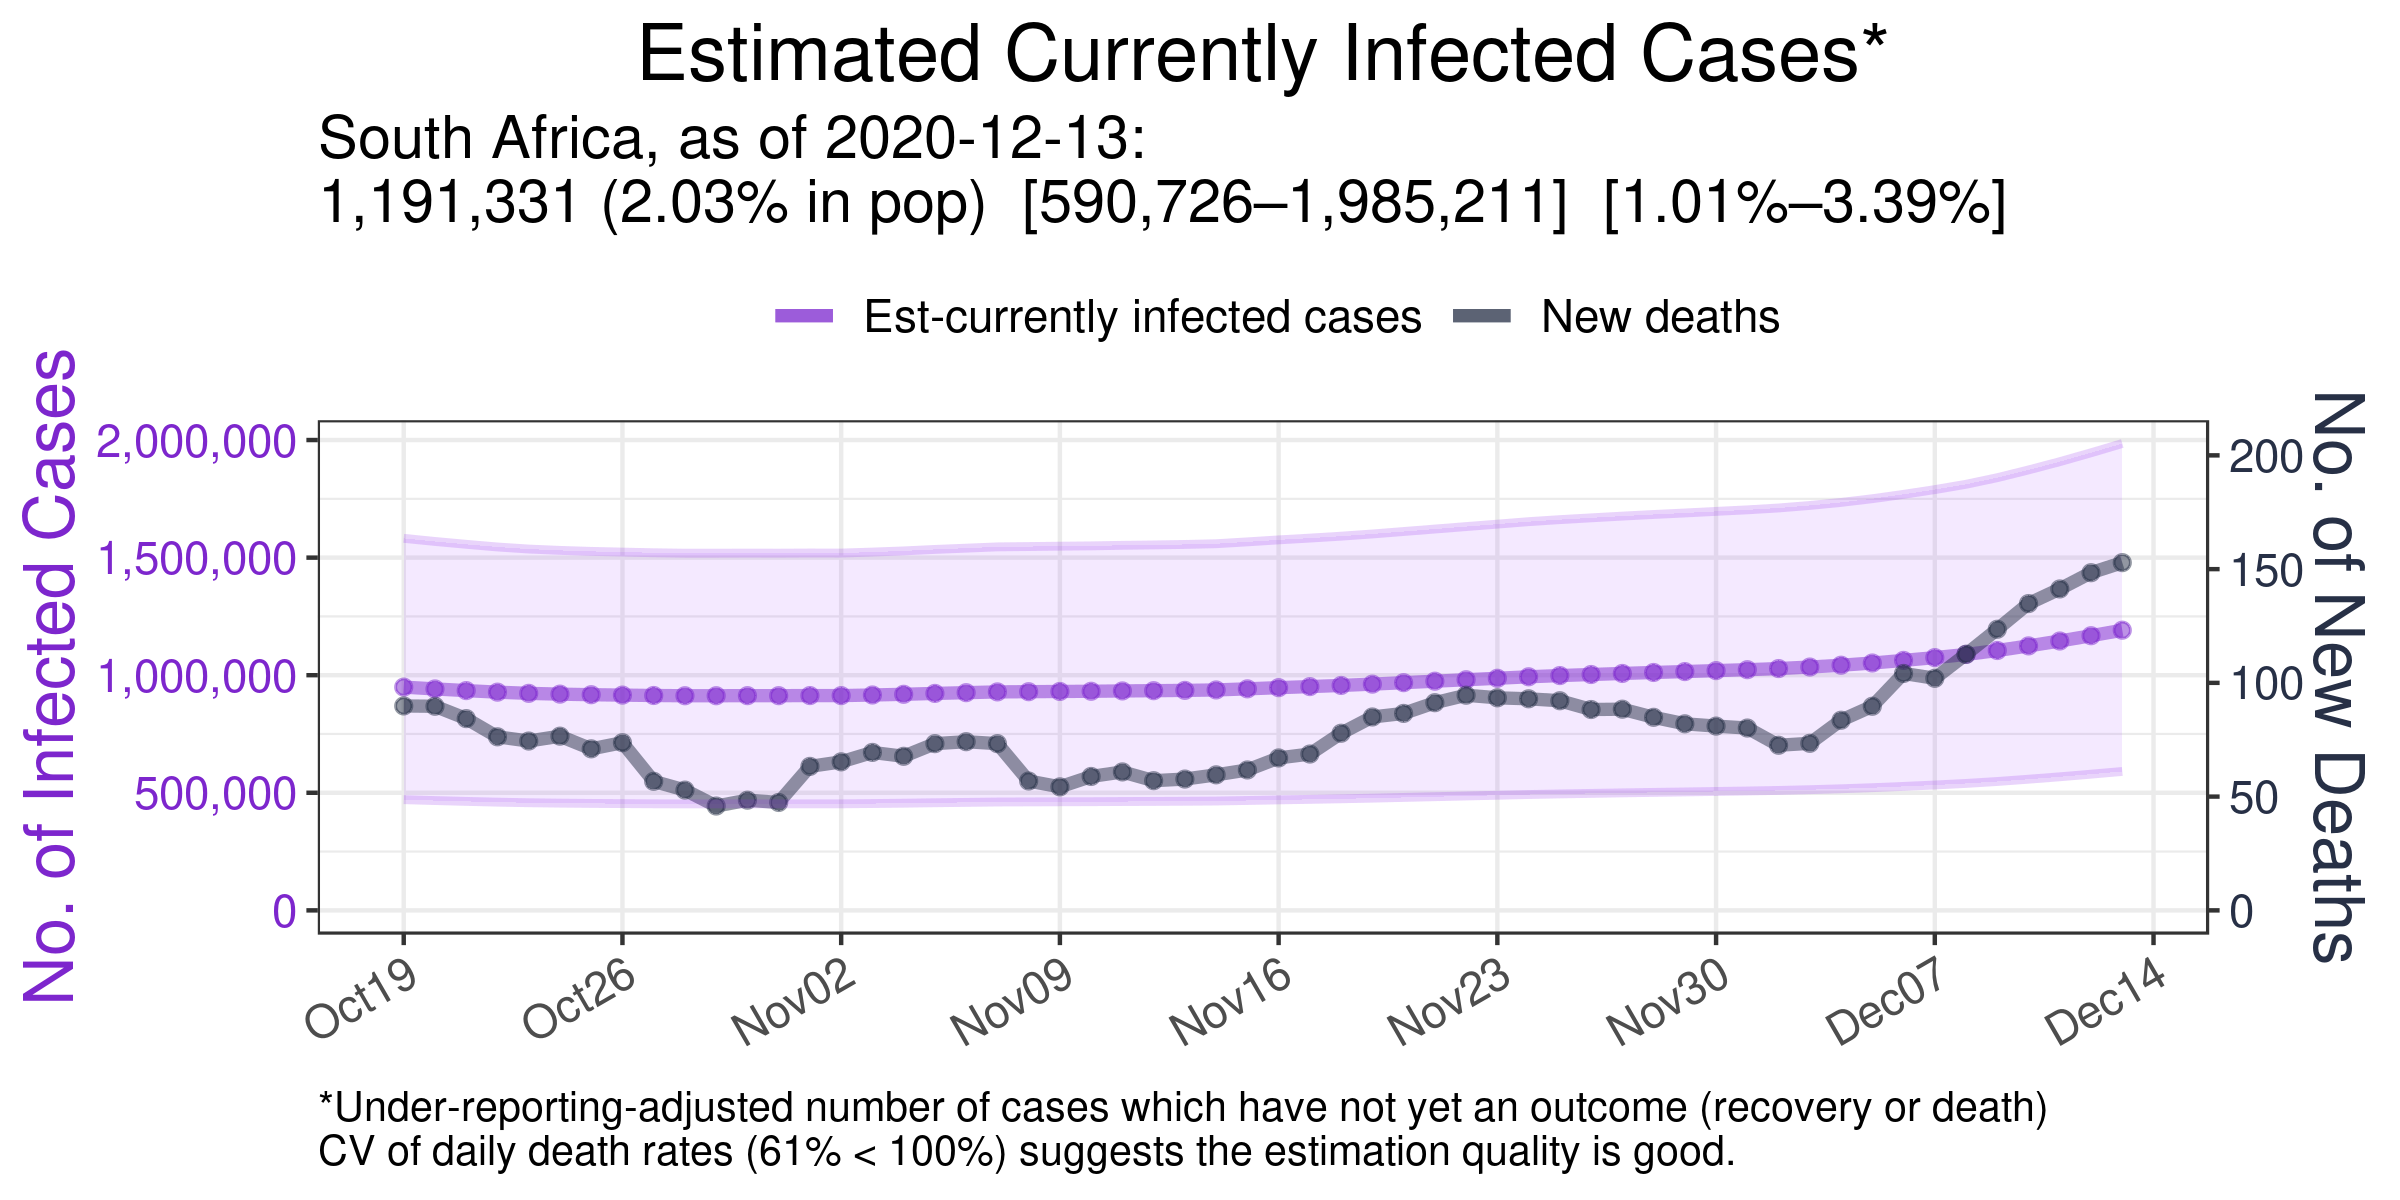 Estimated Currently Infected Cases*
South Africa, as of 2020-12-13:
1,191,331 (2.03% in pop)  [590,726–1,985,211]  [1.01%–3.39%]
Est-currently infected cases
New deaths
No. of Infected Cases
2,000,000
1,500,000
1,000,000
500,000
0
200
150
100
50
0
No. of New Deaths
Oct19
Oct26
Nov02
Nov09
Nov16
Nov23
Nov30
Dec07
Dec14
*Under-reporting-adjusted number of cases which have not yet an outcome (recovery or death)
CV of daily death rates (61% < 100%) suggests the estimation quality is good.